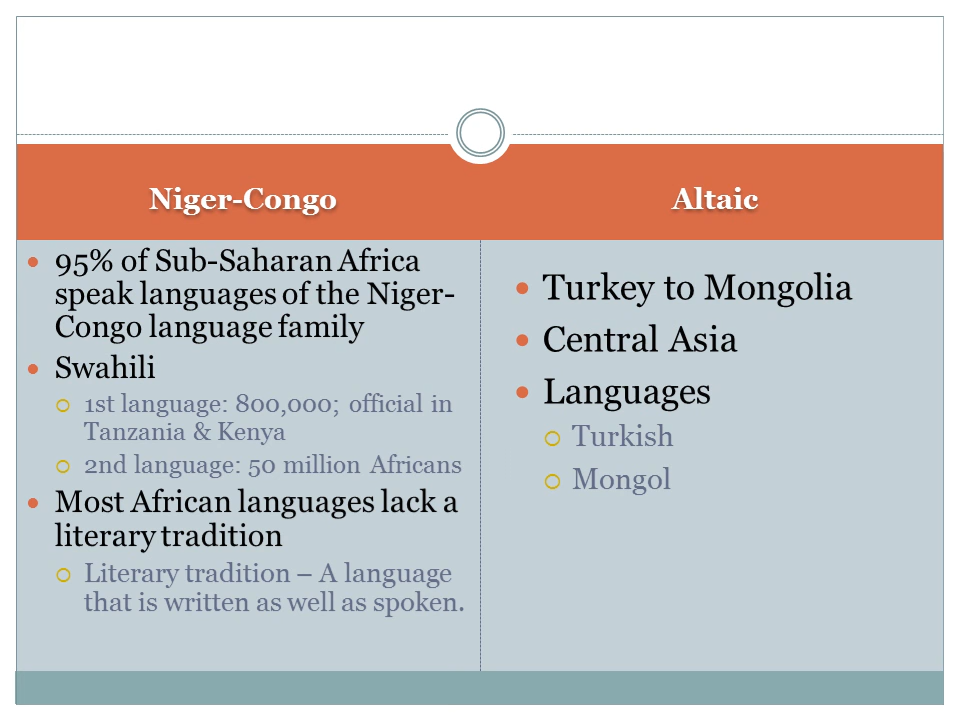 Niger-Congo
95% of Sub-Saharan Africa
speak languages of the Niger-
Congo language family
Swahili
1st language: 800,000; official in
Tanzania & Kenya
2nd language: 50 million Africans
Most African languages lack a
literary tradition
Literary tradition – A language
that is written as well as spoken.
Altaic
Turkey to Mongolia
Central Asia
Languages
Turkish
Mongol